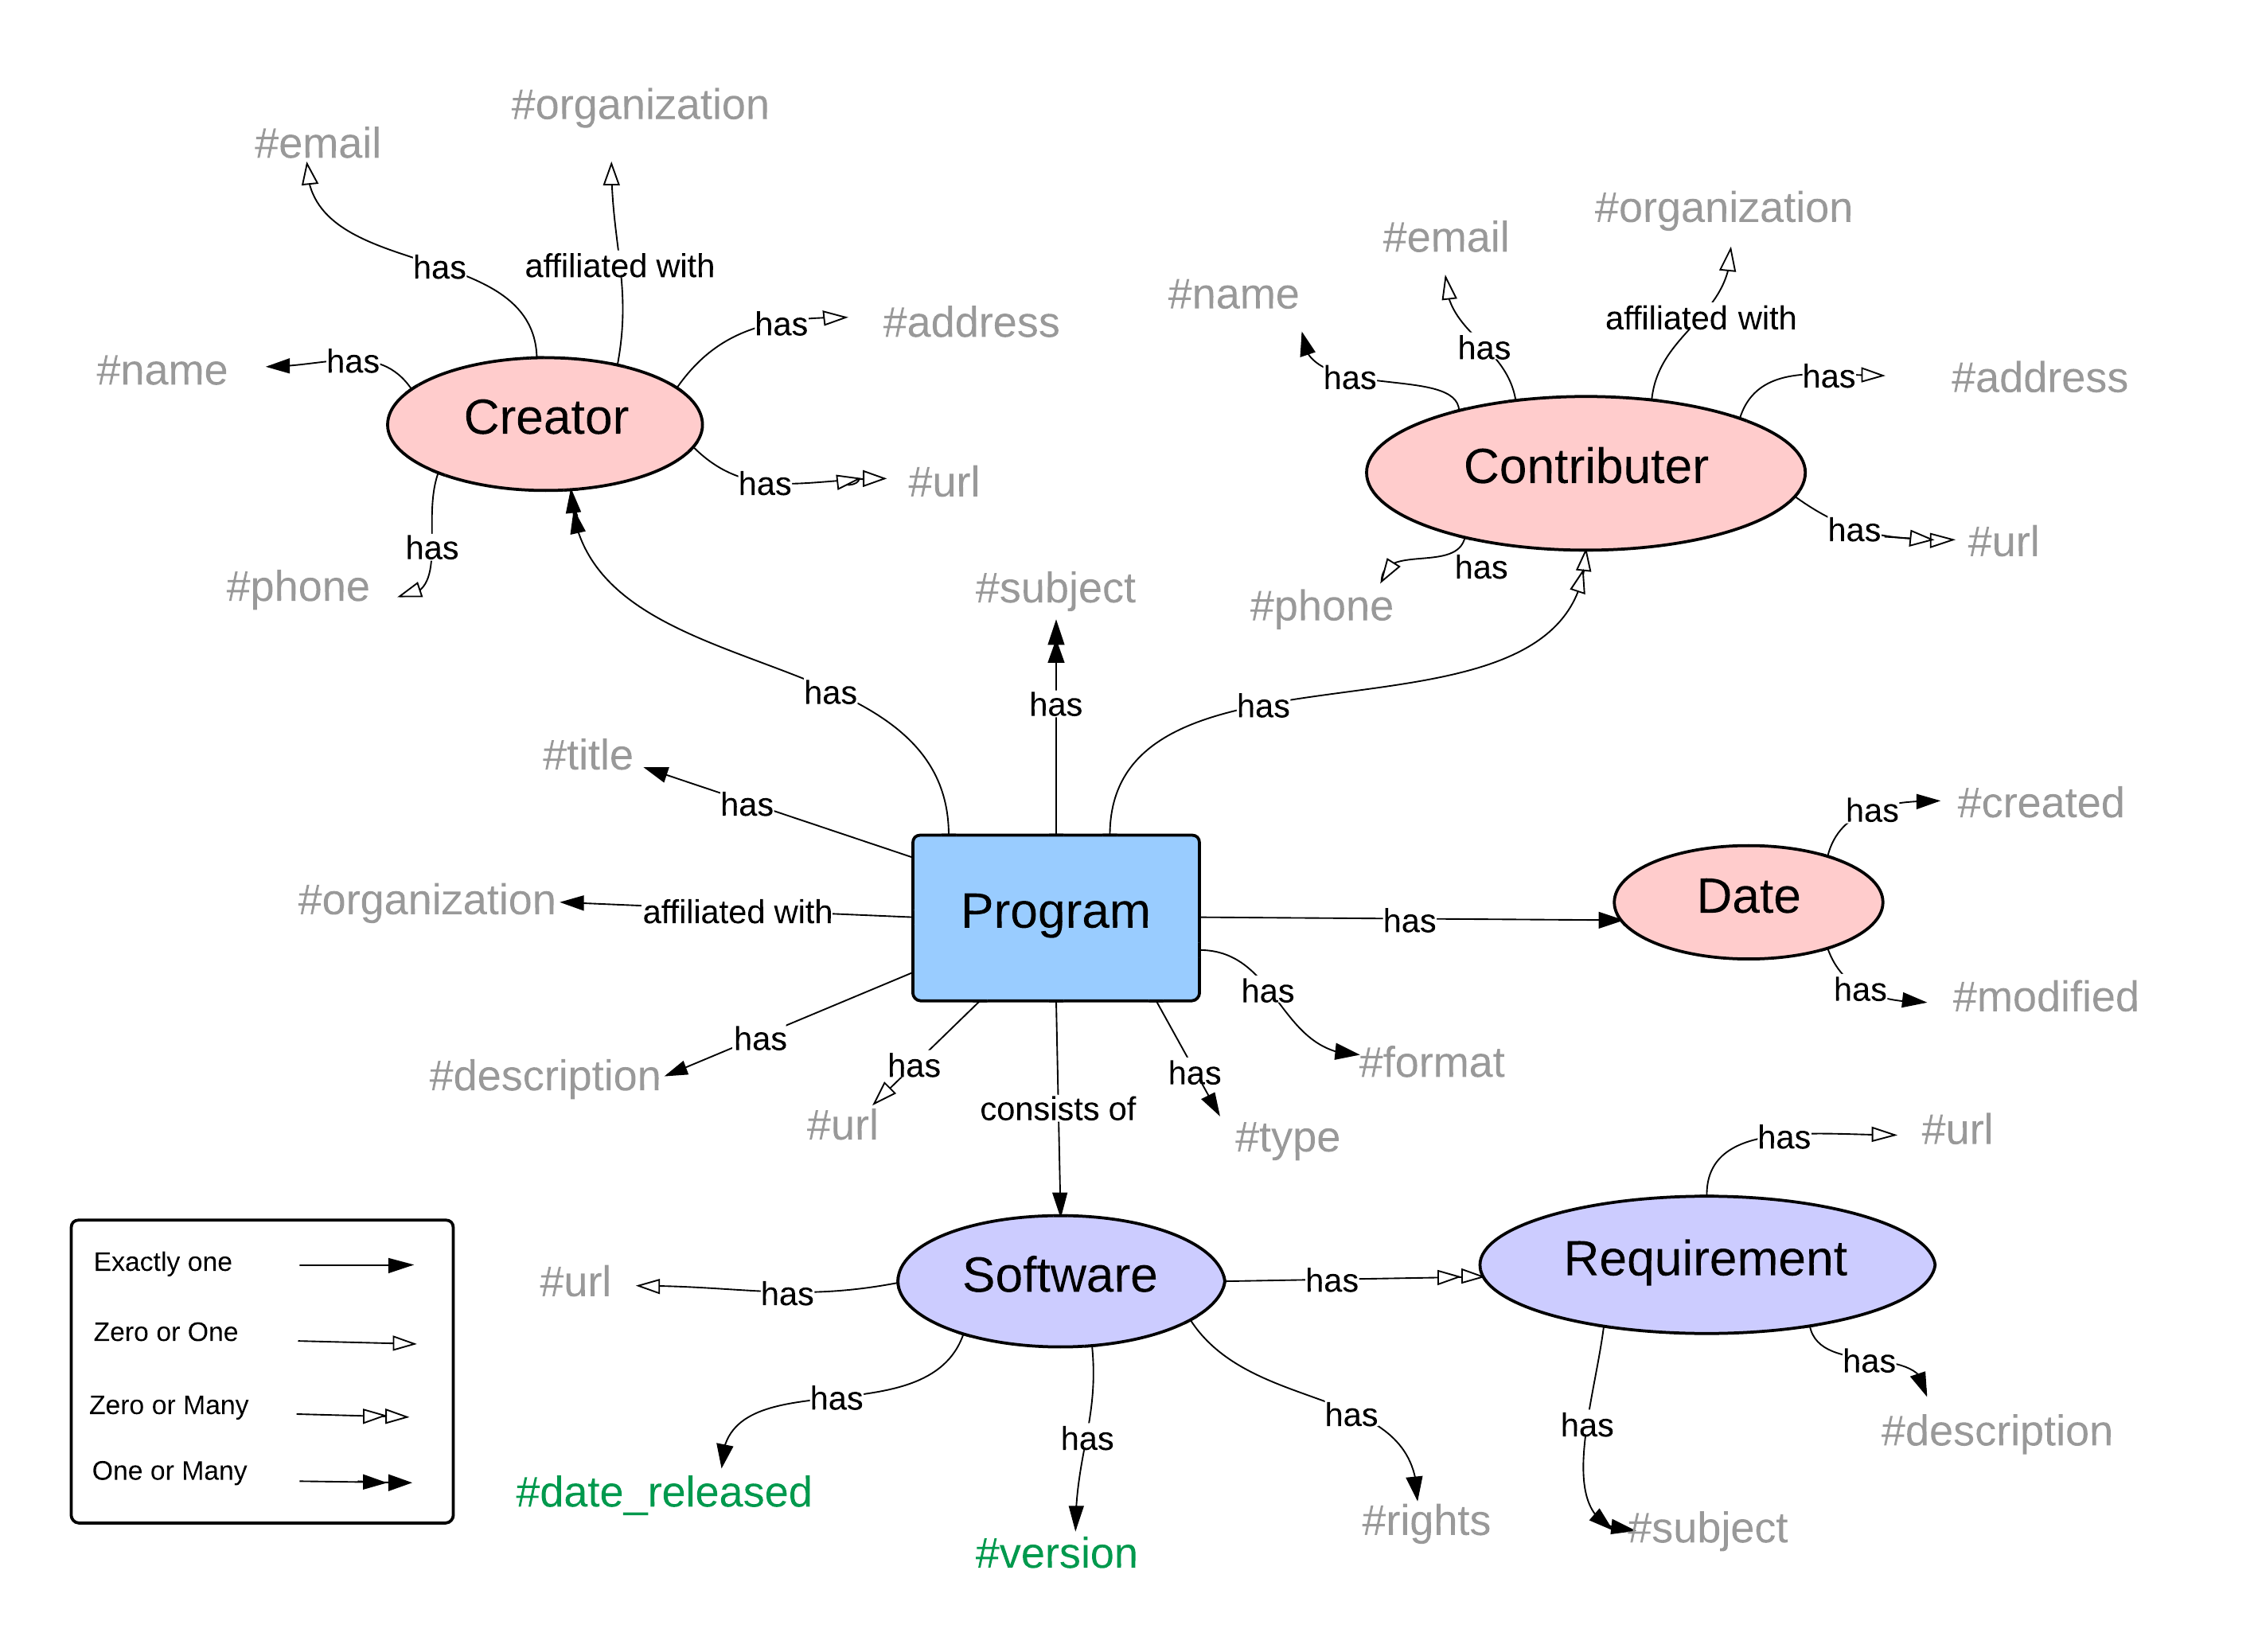 #organization
#email
has
affiliated with
has
#address
#name
has
Creator
has
#url
has
#phone
#organization
#email
#name
affiliated with
has
has
has
#address
Contributer
has
#url
has
#phone
#subject
has
has
has
#title
has
#organization
affiliated with
Program
has
Date
has
#created
has
#modified
has
#description
has
#url
consists of
has
#type
has
#format
has
#url
Requirement
has
Software
has
#url
has
#date_released
has
#version
has
#rights
has
#subject
has
#description
Exactly one
Zero or One
Zero or Many
One or Many